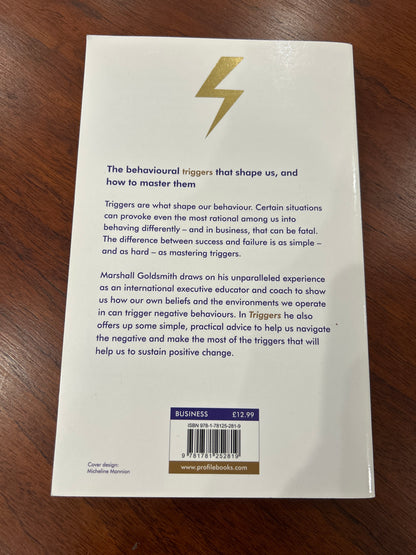 The behavioural triggers that shape us, and
how to master them
Triggers are what shape our behaviour. Certain situations
can provoke even the most rational among us into
behaving differently – and in business, that can be fatal.
The difference between success and failure is as simple –
and as hard – as mastering triggers.
Marshall Goldsmith draws on his unparalleled experience
as an international executive educator and coach to show
us how our own beliefs and the environments we operate
in can trigger negative behaviours. In Triggers he also
offers up some simple, practical advice to help us navigate
the negative and make the most of the triggers that will
help us to sustain positive change.
BUSINESS £12.99
ISBN 978-1-78125-281-9
9 781781 252819
www.profilebooks.com
Cover design:
Micheline Mannion